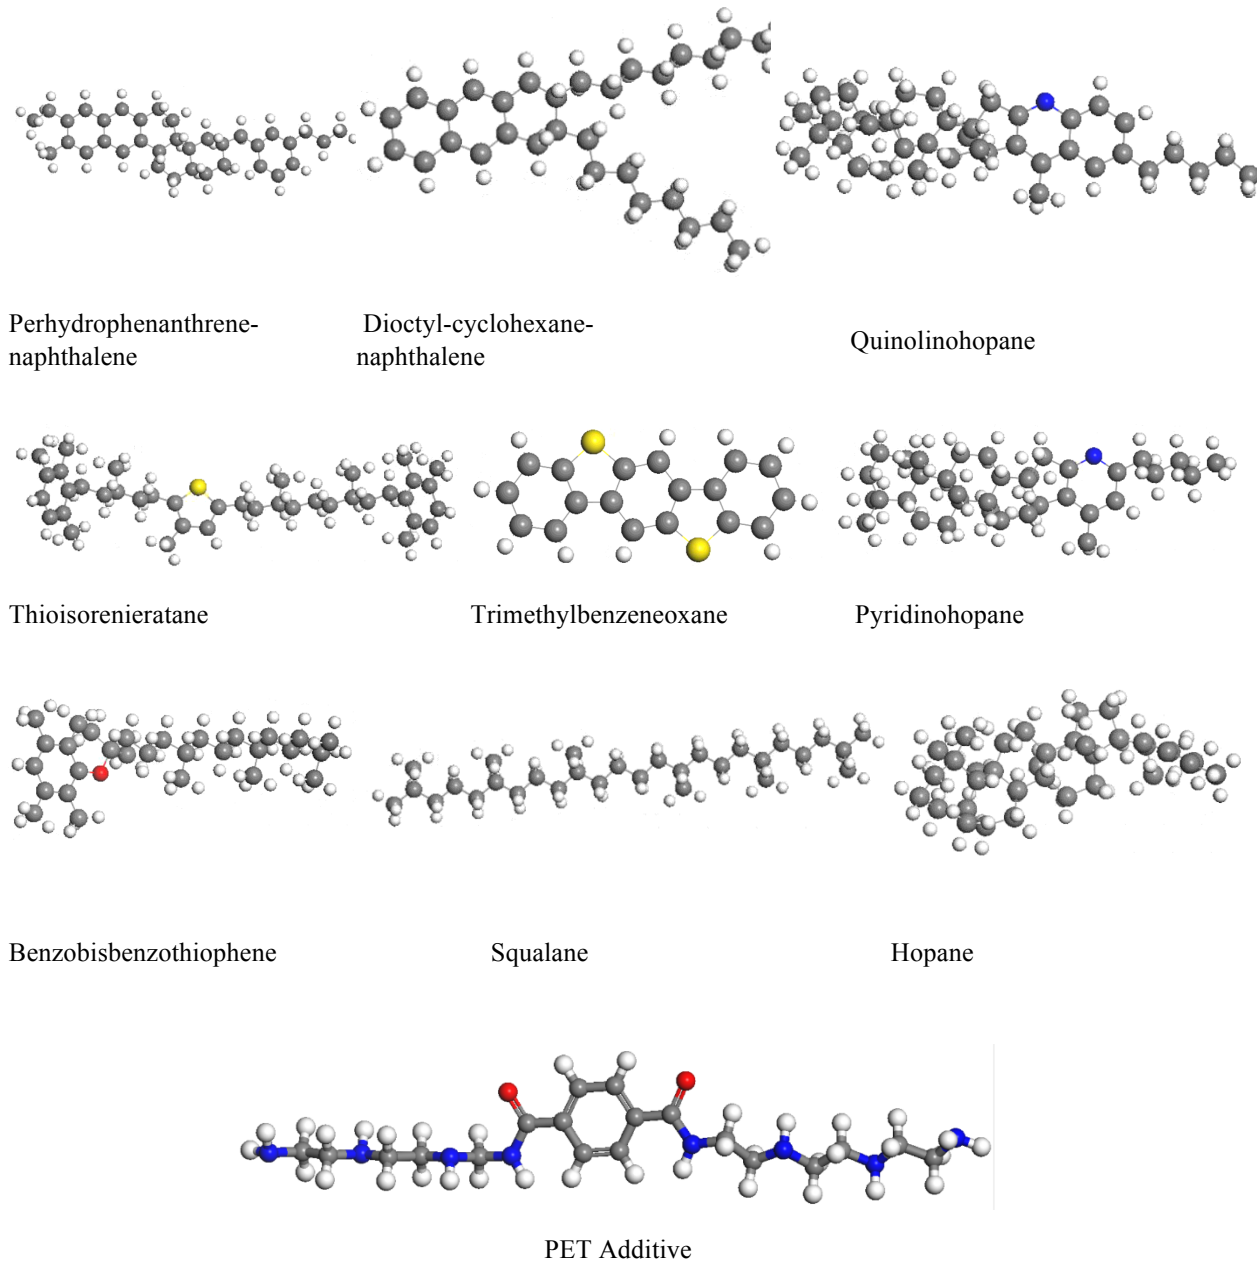 Perhydrophenanthrene-
naphthalene
Dioctyl-cyclohexane-
naphthalene
Quinolinohopane
Thioisorenieratane
Trimethylbenzeneoxane
Pyridinohopane
Benzobisbenzothiophene
Squalane
Hopane
PET Additive